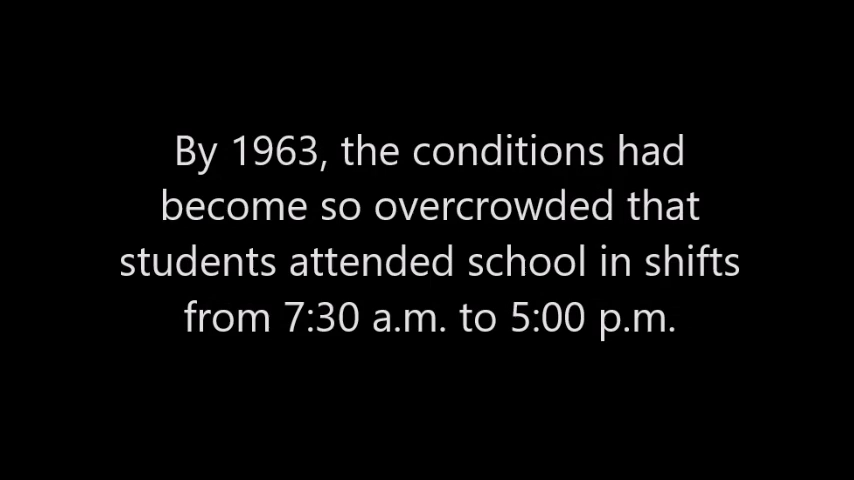 By 1963, the conditions had
become so overcrowded that
students attended school in shifts
from 7:30 a.m. to 5:00 p.m.